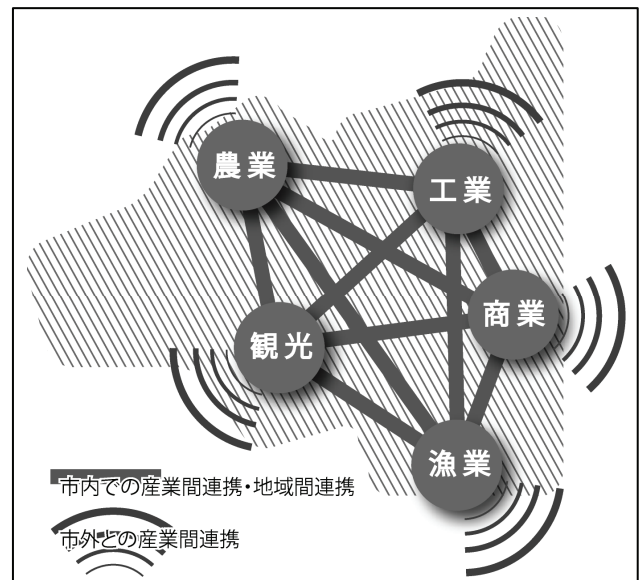 農業
工業
商業
観光
漁業
市内での産業間連携・地域間連携
市外との産業間連携